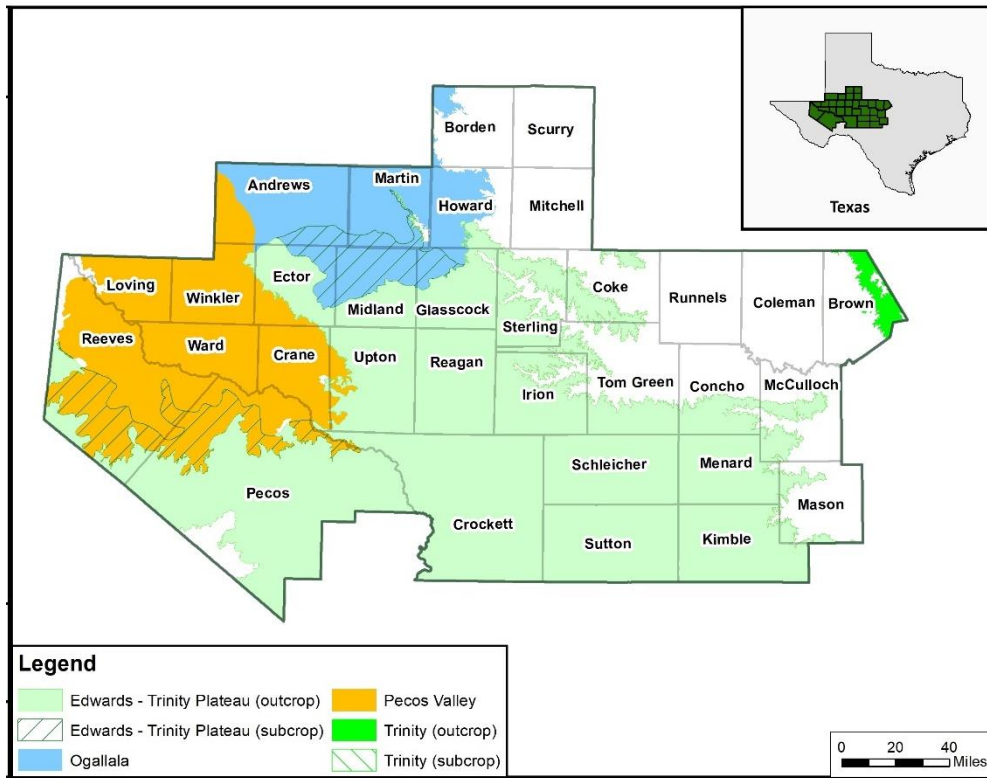 Texas
Borden
Scurry
Andrews
Martin
Howard
Mitchell
Loving
Winkler
Ector
Midland
Glasscock
Sterling
Coke
Runnels
Coleman
Brown
Reeves
Ward
Crane
Upton
Reagan
Irion
Tom Green
Concho
McCulloch
Pecos
Crockett
Schleicher
Menard
Mason
Sutton
Kimble
Legend
Edwards - Trinity Plateau (outcrop)
Edwards - Trinity Plateau (subcrop)
Ogallala
Pecos Valley
Trinity (outcrop)
Trinity (subcrop)
0 20 40
Miles